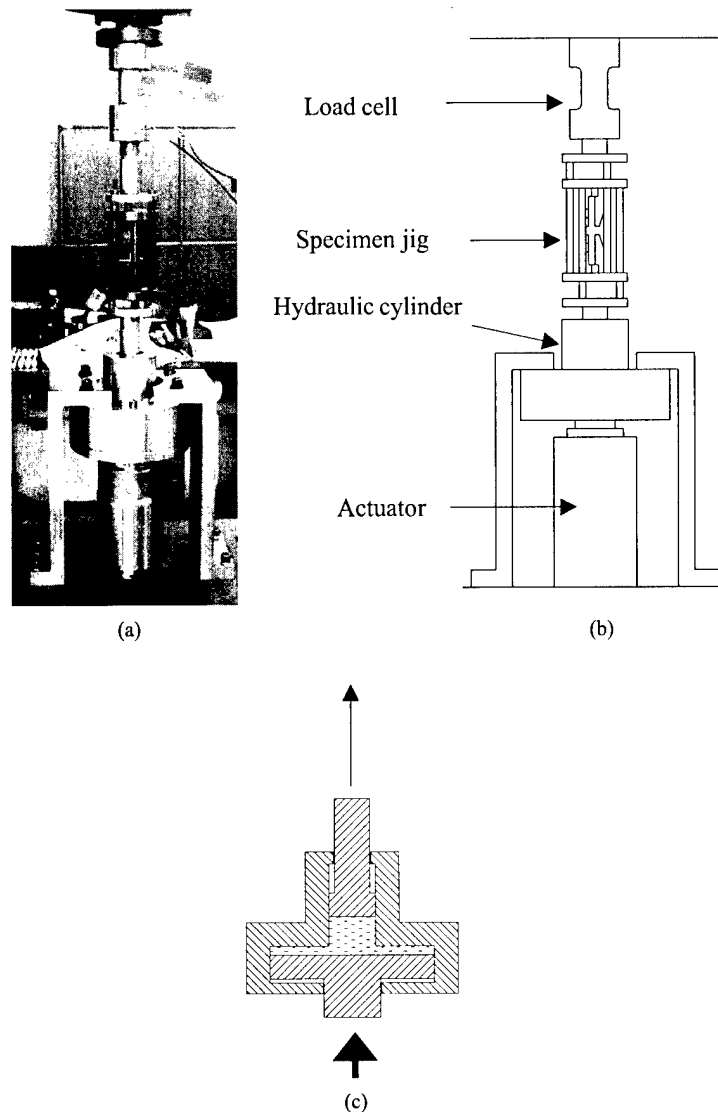 Load cell
Specimen jig
Hydraulic cylinder
Actuator
(a)
(b)
(c)